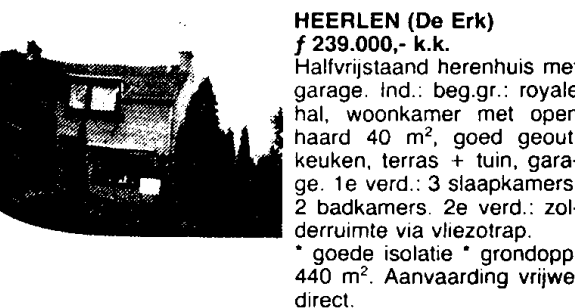 HEERLEN (De Erk)
ƒ 239.000,- k.k.
Halfvrijstaand herenhuis met
garage. Ind.: beg.gr.: royale
hal, woonkamer met open
haard 40 m², goed geout.
keuken, terras + tuin, gara-
ge. 1e verd.: 3 slaapkamers,
2 badkamers. 2e verd.: zol-
derruimte via vliezotrap.
* goede isolatie * grondopp.
440 m². Aanvaarding vrijwel
direct.